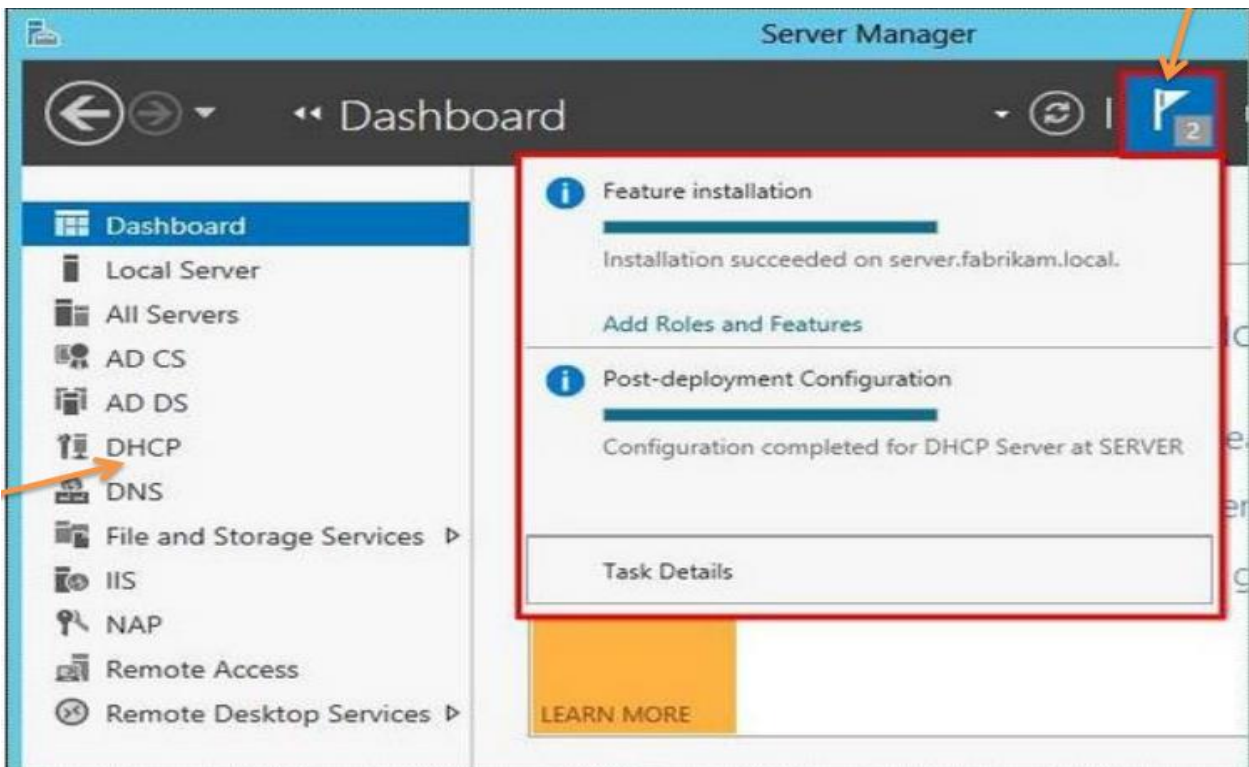 Server Manager
Dashboard
2
Dashboard
Local Server
All Servers
AD CS
AD DS
DHCP
DNS
File and Storage Services
IIS
NAP
Remote Access
Remote Desktop Services
Feature installation
Installation succeeded on server.fabrikam.local.
Add Roles and Features
Post-deployment Configuration
Configuration completed for DHCP Server at SERVER
Task Details
LEARN MORE